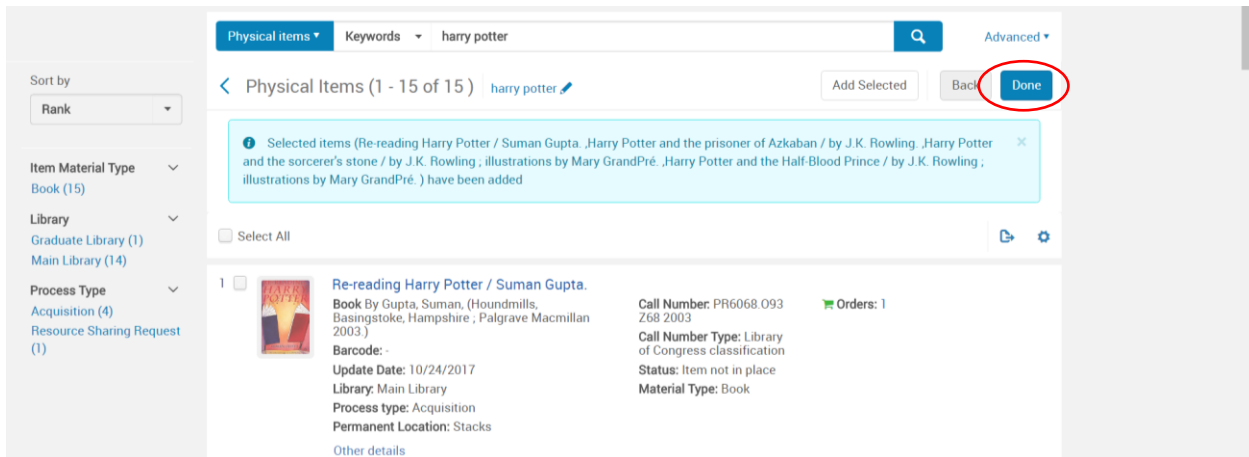 Physical items Keywords harry potter Advanced
Sort by
Rank
Physical Items (1 - 15 of 15 ) harry potter Add Selected Back Done
Selected items (Re-reading Harry Potter / Suman Gupta. ,Harry Potter and the prisoner of Azkaban / by J.K. Rowling. ,Harry Potter
and the sorcerer's stone / by J.K. Rowling ; illustrations by Mary GrandPré. ,Harry Potter and the Half-Blood Prince / by J.K. Rowling ;
illustrations by Mary GrandPré. ) have been added
Item Material Type
Book (15)
Library
Graduate Library (1)
Main Library (14)
Process Type
Acquisition (4)
Resource Sharing Request
(1)
Select All
1
HARRY
POTTER
Re-reading Harry Potter / Suman Gupta.
Book By Gupta, Suman, (Houndmills,
Basingstoke, Hampshire ; Palgrave Macmillan
2003.)
Barcode: -
Update Date: 10/24/2017
Library: Main Library
Process type: Acquisition
Permanent Location: Stacks
Other details
Call Number: PR6068.O93
Z68 2003
Call Number Type: Library
of Congress classification
Status: Item not in place
Material Type: Book
Orders: 1